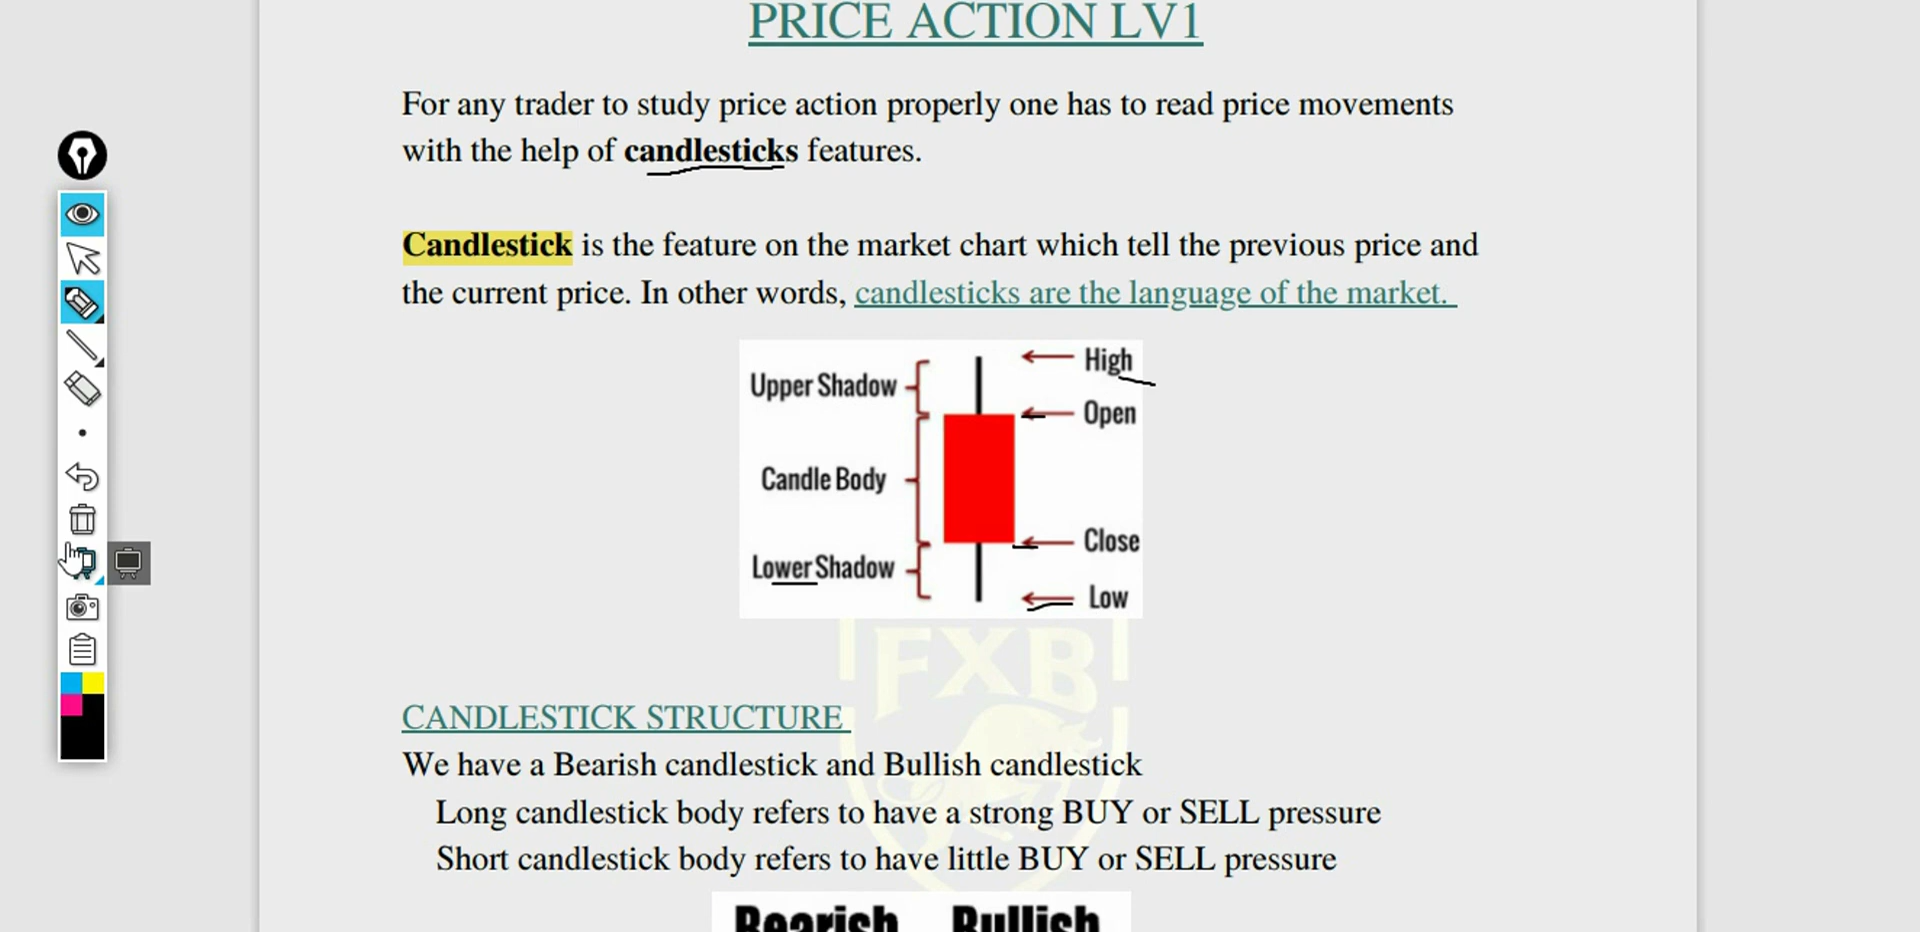 PRICE ACTION LV1
For any trader to study price action properly one has to read price movements
with the help of candlesticks features.
Candlestick is the feature on the market chart which tell the previous price and
the current price. In other words, candlesticks are the language of the market.
High
Upper Shadow
Open
Candle Body
Close
Lower Shadow
Low
FXB
CANDLESTICK STRUCTURE
We have a Bearish candlestick and Bullish candlestick
Long candlestick body refers to have a strong BUY or SELL pressure
Short candlestick body refers to have little BUY or SELL pressure
Bearish Bullish